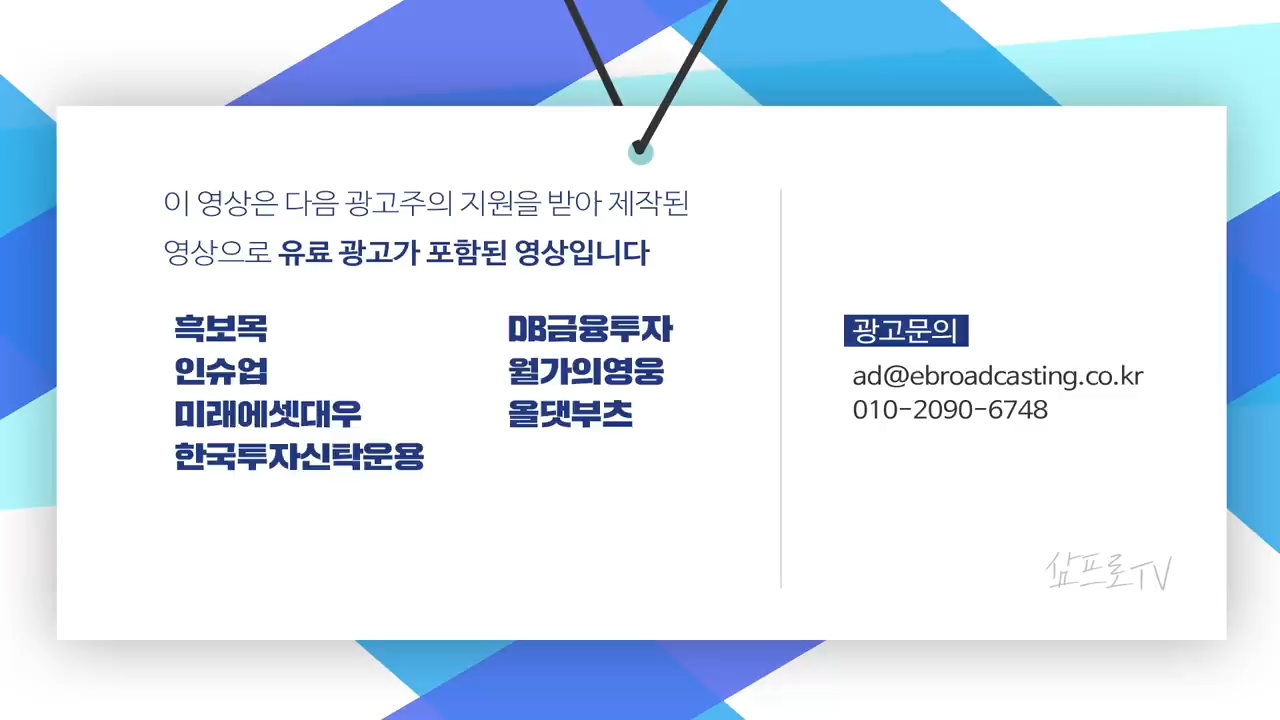 이 영상은 다음 광고주의 지원을 받아 제작된
영상으로 유료 광고가 포함된 영상입니다
흑보목
인슈업
미래에셋대우
한국투자신탁운용
DB금융투자
월가의영웅
올댓부츠
광고문의
ad@ebroadcasting.co.kr
010-2090-6748
삼프로TV